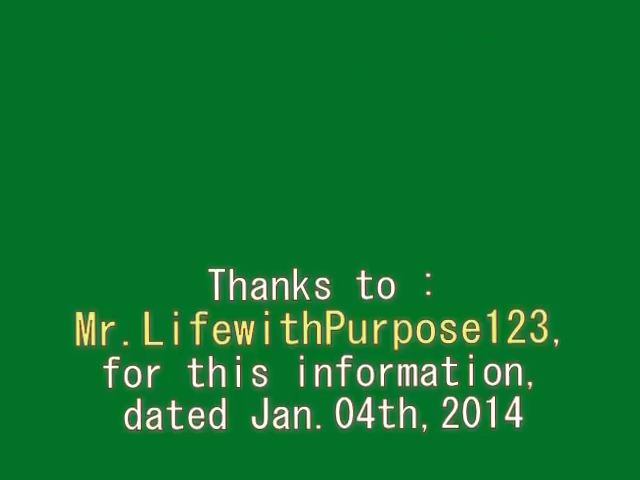 Thanks to :
Mr.LifewithPurpose123,
for this information,
dated Jan.04th,2014